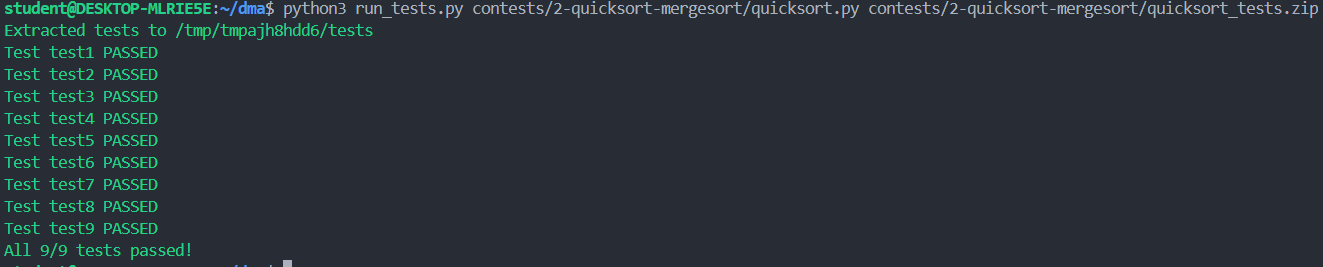 student@DESKTOP-MLRIE5E:~/dma$ python3 run_tests.py contests/2-quicksort-mergesort/quicksort.py contests/2-quicksort-mergesort/quicksort_tests.zip
Extracted tests to /tmp/tmpajh8hdd6/tests
Test test1 PASSED
Test test2 PASSED
Test test3 PASSED
Test test4 PASSED
Test test5 PASSED
Test test6 PASSED
Test test7 PASSED
Test test8 PASSED
Test test9 PASSED
All 9/9 tests passed!